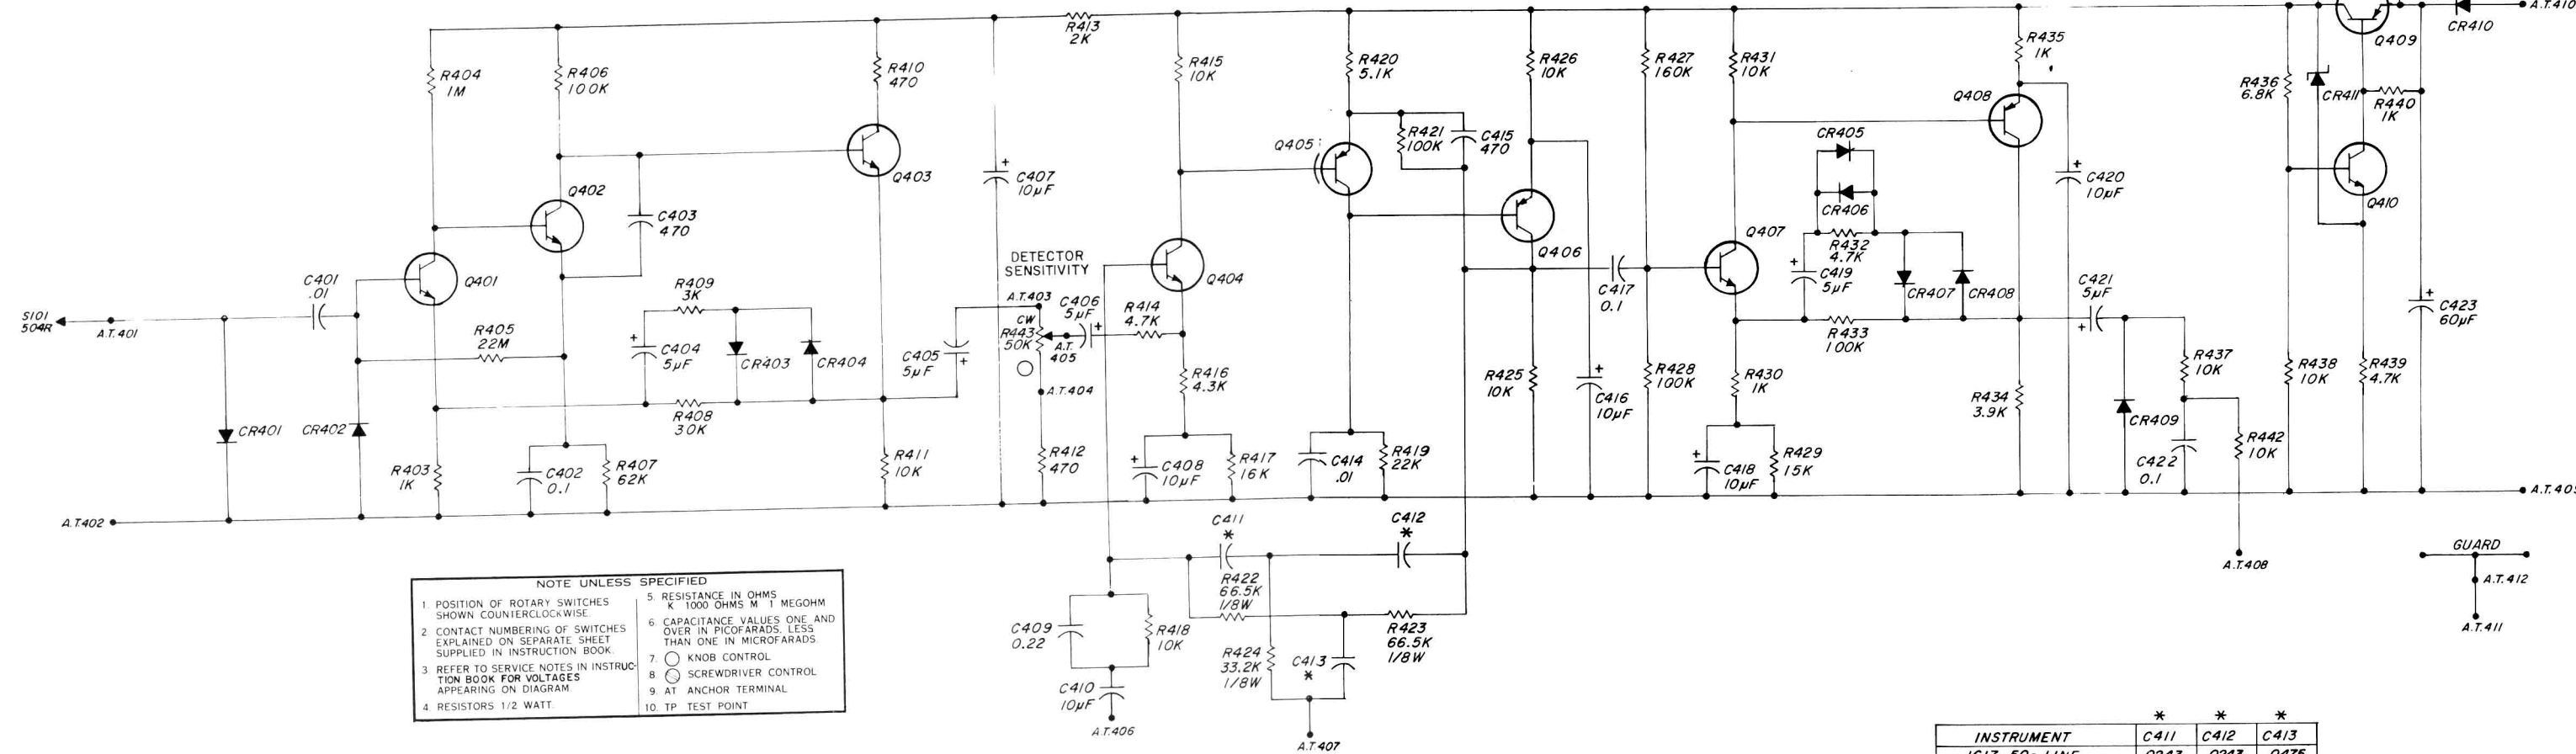 A.T.410
R413
2K
R404
1M
R406
100K
R410
470
R415
10K
R420
5.1K
R426
10K
R427
160K
R431
10K
R435
1K
Q409
CR410
R436
6.8K
CR411
R440
1K
Q408
Q405
R421
100K
C415
470
CR405
CR406
Q403
C407
10µF
Q402
C403
470
C420
10µF
Q410
Q406
Q407
R432
4.7K
C419
5µF
CR407
CR408
C421
5µF
DETECTOR
SENSITIVITY
Q404
C401
.01
Q401
R409
3K
A.T.403
C406
5µF
R414
4.7K
CW
R443
50K
A.T.
405
C417
0.1
C423
60µF
S101
504R
A.T.401
R405
22M
C404
5µF
CR403
CR404
C405
5µF
R433
100K
R437
10K
R438
10K
R439
4.7K
A.T.404
R416
4.3K
R425
10K
C416
10µF
R428
100K
R430
1K
R434
3.9K
R408
30K
CR401
CR402
CR409
R403
1K
C402
0.1
R407
62K
R411
10K
R412
470
C408
10µF
R417
16K
C414
.01
R419
22K
C418
10µF
R429
15K
C422
0.1
R442
10K
A.T.402
C411
*
C412
*
GUARD
A.T.408
A.T.412
A.T.411
R422
66.5K
1/8W
C409
0.22
R418
10K
R423
66.5K
1/8W
R424
33.2K
1/8W
C413
*
C410
10µF
A.T.406
A.T.407
NOTE UNLESS SPECIFIED
1. POSITION OF ROTARY SWITCHES
SHOWN COUNTERCLOCKWISE.
2. CONTACT NUMBERING OF SWITCHES
EXPLAINED ON SEPARATE SHEET
SUPPLIED IN INSTRUCTION BOOK.
3 REFER TO SERVICE NOTES IN INSTRUC-
TION BOOK FOR VOLTAGES
APPEARING ON DIAGRAM.
4. RESISTORS 1/2 WATT.
5. RESISTANCE IN OHMS
K 1000 OHMS M 1 MEGOHM
6. CAPACITANCE VALUES ONE AND
OVER IN PICOFARADS. LESS
THAN ONE IN MICROFARADS.
7. KNOB CONTROL
8. SCREWDRIVER CONTROL
9. AT ANCHOR TERMINAL
10. TP TEST POINT
* * *
INSTRUMENT C411 C412 C413